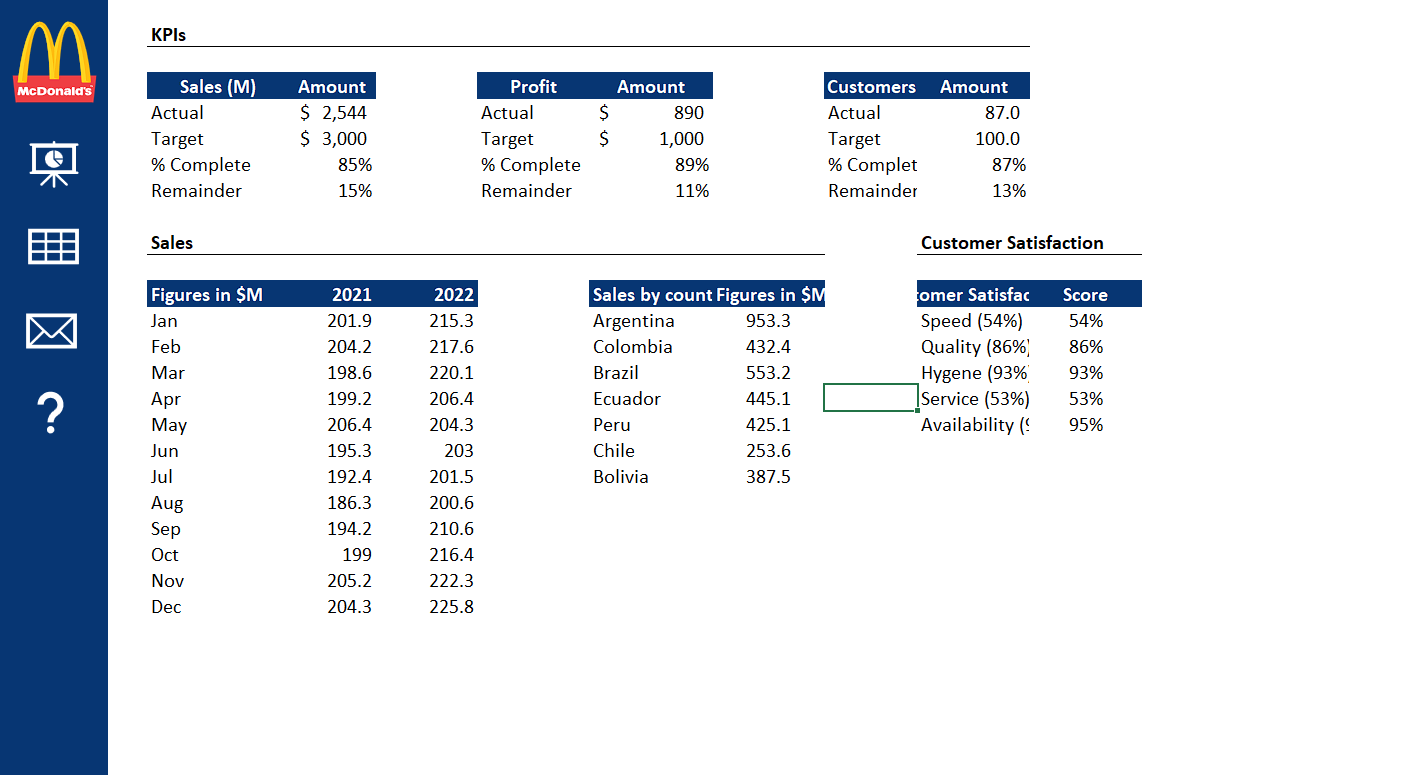 McDonald's
KPIs
Sales (M) Amount
Actual $ 2,544
Target $ 3,000
% Complete 85%
Remainder 15%
Profit Amount
Actual $ 890
Target $ 1,000
% Complete 89%
Remainder 11%
Customers Amount
Actual 87.0
Target 100.0
% Complet 87%
Remainder 13%
Sales
Figures in $M 2021 2022
Jan 201.9 215.3
Feb 204.2 217.6
Mar 198.6 220.1
Apr 199.2 206.4
May 206.4 204.3
Jun 195.3 203
Jul 192.4 201.5
Aug 186.3 200.6
Sep 194.2 210.6
Oct 199 216.4
Nov 205.2 222.3
Dec 204.3 225.8
Sales by count Figures in $M
Argentina 953.3
Colombia 432.4
Brazil 553.2
Ecuador 445.1
Peru 425.1
Chile 253.6
Bolivia 387.5
Customer Satisfaction
tomer Satisfac Score
Speed (54%) 54%
Quality (86%) 86%
Hygene (93%) 93%
Service (53%) 53%
Availability (9 95%
?